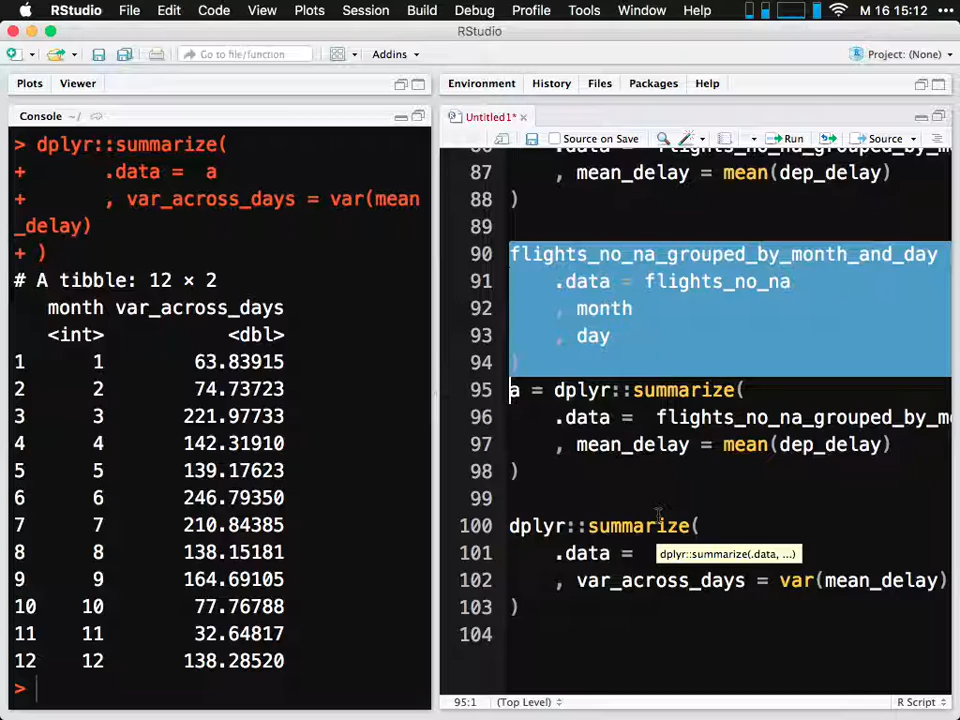 RStudio File Edit Code View Plots Session Build Debug Profile Tools Window Help M 16 15:12
RStudio
Go to file/function Addins Project: (None)
Plots Viewer
Console ~/
> dplyr::summarize(
+ .data = a
+ , var_across_days = var(mean
_delay)
+ )
# A tibble: 12 × 2
month var_across_days
<int> <dbl>
1 1 63.83915
2 2 74.73723
3 3 221.97733
4 4 142.31910
5 5 139.17623
6 6 246.79350
7 7 210.84385
8 8 138.15181
9 9 164.69105
10 10 77.76788
11 11 32.64817
12 12 138.28520
>
Environment History Files Packages Help
Untitled1*
Source on Save Run Source
87 , mean_delay = mean(dep_delay)
88 )
89
90 flights_no_na_grouped_by_month_and_day
91 .data = flights_no_na
92 , month
93 , day
94 )
95 a = dplyr::summarize(
96 .data = flights_no_na_grouped_by_m
97 , mean_delay = mean(dep_delay)
98 )
99
100 dplyr::summarize(
101 .data =
dplyr::summarize(.data, ...)
102 , var_across_days = var(mean_delay)
103 )
104
95:1 (Top Level) R Script